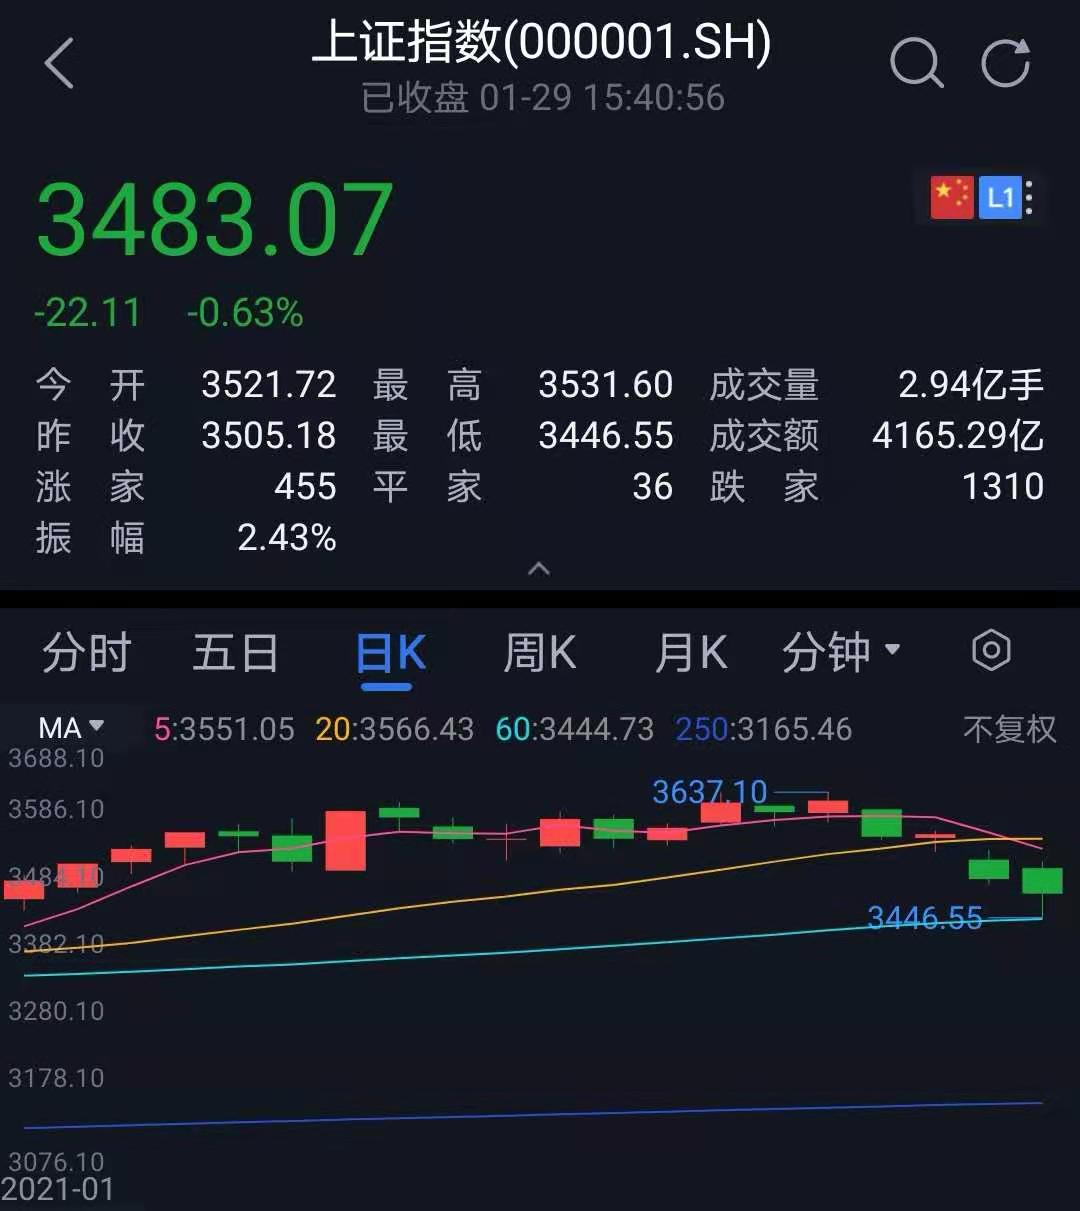 上证指数(000001.SH)
已收盘 01-29 15:40:56
3483.07
L1
-22.11 -0.63%
今开 3521.72 最高 3531.60 成交量 2.94亿手
昨收 3505.18 最低 3446.55 成交额 4165.29亿
涨家 455 平家 36 跌家 1310
振幅 2.43%
分时 五日 日K 周K 月K 分钟
MA 5:3551.05 20:3566.43 60:3444.73 250:3165.46 不复权
3688.10
3637.10
3586.10
3484.10
3446.55
3382.10
3280.10
3178.10
3076.10
2021-01